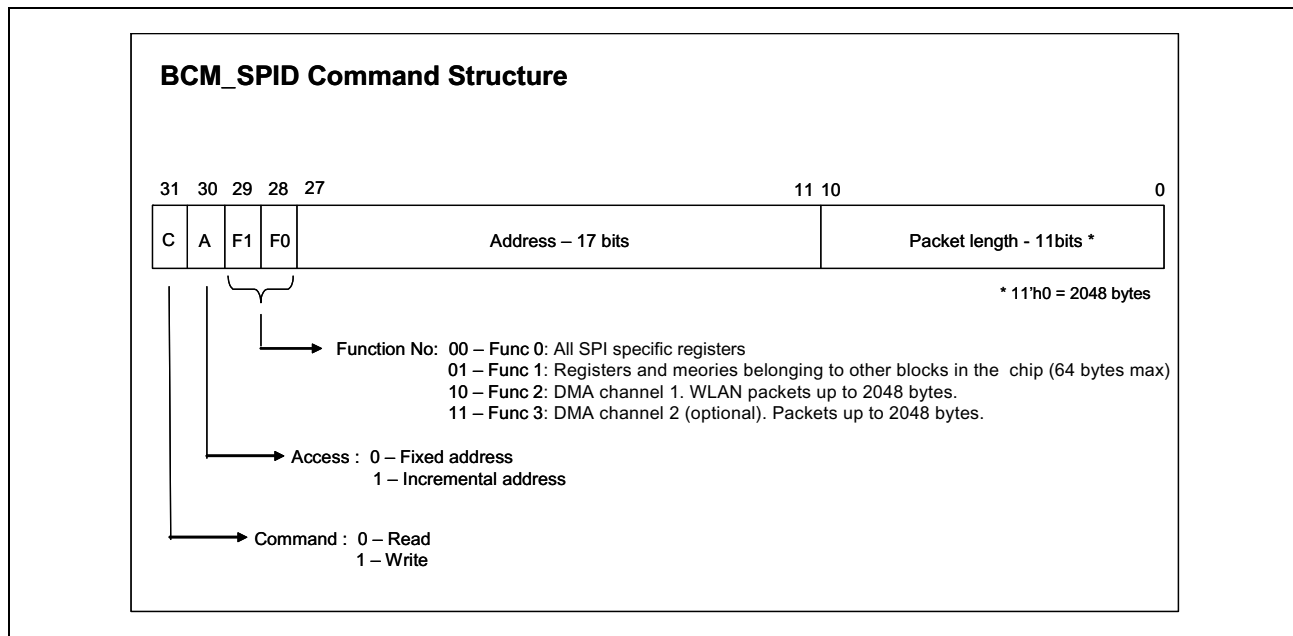 BCM_SPID Command Structure
31 30 29 28 27 11 10 0
C A F1 F0 Address – 17 bits Packet length - 11bits *
* 11'h0 = 2048 bytes
Function No: 00 – Func 0: All SPI specific registers
01 – Func 1: Registers and meories belonging to other blocks in the chip (64 bytes max)
10 – Func 2: DMA channel 1. WLAN packets up to 2048 bytes.
11 – Func 3: DMA channel 2 (optional). Packets up to 2048 bytes.
Access : 0 – Fixed address
1 – Incremental address
Command : 0 – Read
1 – Write